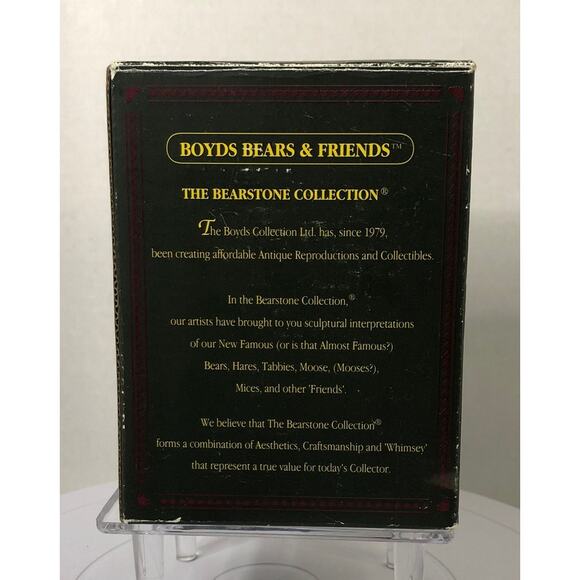 BOYDS BEARS & FRIENDS™
THE BEARSTONE COLLECTION®
The Boyds Collection Ltd. has, since 1979,
been creating affordable Antique Reproductions and Collectibles.
In the Bearstone Collection,®
our artists have brought to you sculptural interpretations
of our New Famous (or is that Almost Famous?)
Bears, Hares, Tabbies, Moose, (Mooses?),
Mices, and other 'Friends'.
We believe that The Bearstone Collection®
forms a combination of Aesthetics, Craftsmanship and 'Whimsey'
that represent a true value for today's Collector.